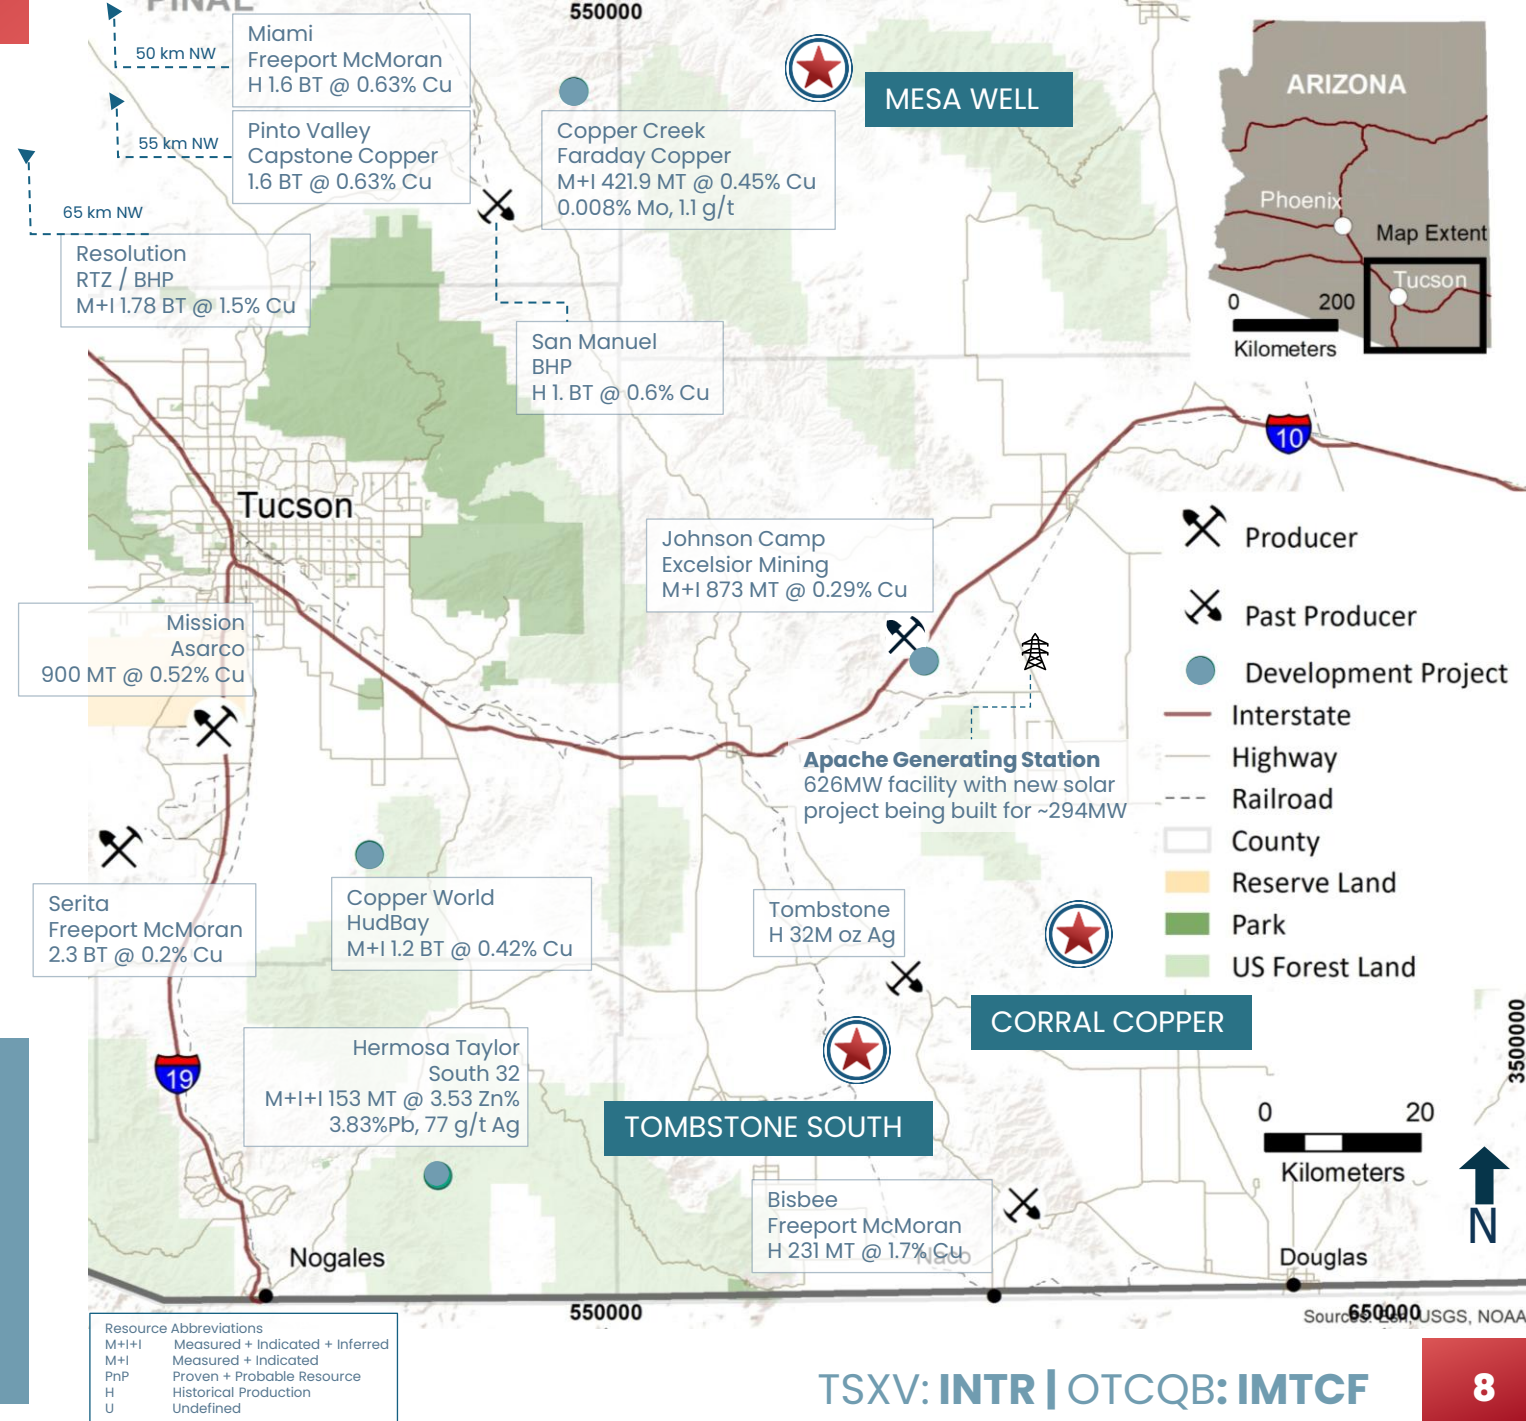 PINAL
550000
50 km NW
Miami
Freeport McMoran
H 1.6 BT @ 0.63% Cu
55 km NW
Pinto Valley
Capstone Copper
1.6 BT @ 0.63% Cu
65 km NW
Resolution
RTZ / BHP
M+I 1.78 BT @ 1.5% Cu
Copper Creek
Faraday Copper
M+I 421.9 MT @ 0.45% Cu
0.008% Mo, 1.1 g/t
MESA WELL
ARIZONA
Phoenix
Map Extent
Tucson
0 200
Kilometers
San Manuel
BHP
H 1. BT @ 0.6% Cu
10
Tucson
Johnson Camp
Excelsior Mining
M+I 873 MT @ 0.29% Cu
Mission
Asarco
900 MT @ 0.52% Cu
Apache Generating Station
626MW facility with new solar
project being built for ~294MW
Producer
Past Producer
Development Project
Interstate
Highway
Railroad
County
Reserve Land
Park
US Forest Land
Serita
Freeport McMoran
2.3 BT @ 0.2% Cu
Copper World
HudBay
M+I 1.2 BT @ 0.42% Cu
Tombstone
H 32M oz Ag
CORRAL COPPER
19
Hermosa Taylor
South 32
M+I+I 153 MT @ 3.53 Zn%
3.83%Pb, 77 g/t Ag
TOMBSTONE SOUTH
3500000
0 20
Kilometers
N
Bisbee
Freeport McMoran
H 231 MT @ 1.7% Cu
Naco
Nogales
Douglas
550000
650000
Sources: Esri, USGS, NOAA
Resource Abbreviations
M+I+I Measured + Indicated + Inferred
M+I Measured + Indicated
PnP Proven + Probable Resource
H Historical Production
U Undefined
TSXV: INTR | OTCQB: IMTCF
8